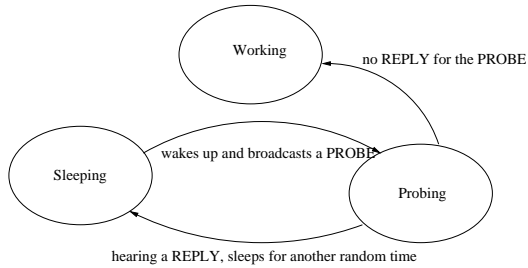 Working
no REPLY for the PROBE
wakes up and broadcasts a PROBE
Sleeping
Probing
hearing a REPLY, sleeps for another random time